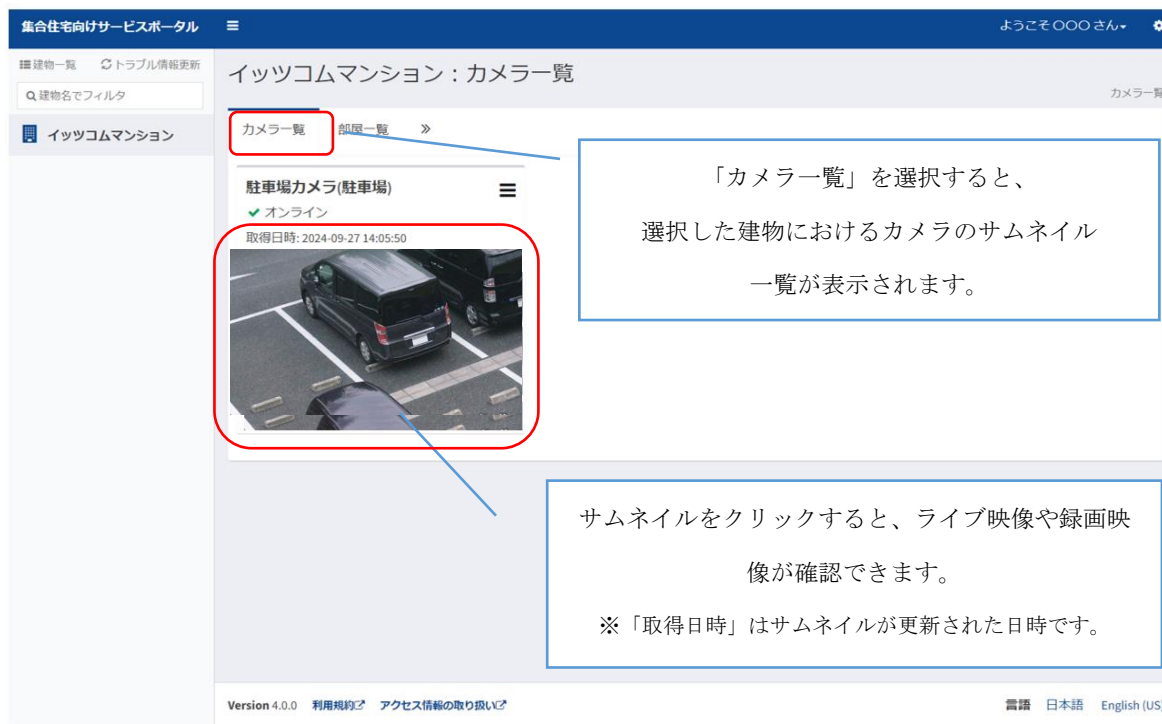 集合住宅向けサービスポータル
ようこそ○○○さん
建物一覧 トラブル情報更新
建物名でフィルタ
イッツコムマンション
イッツコムマンション：カメラ一覧
カメラ一覧
カメラ一覧 部屋一覧 »
駐車場カメラ(駐車場)
オンライン
取得日時: 2024-09-27 14:05:50
「カメラ一覧」を選択すると、
選択した建物におけるカメラのサムネイル
一覧が表示されます。
サムネイルをクリックすると、ライブ映像や録画映
像が確認できます。
※「取得日時」はサムネイルが更新された日時です。
Version 4.0.0 利用規約 アクセス情報の取り扱い
言語 日本語 English (US)